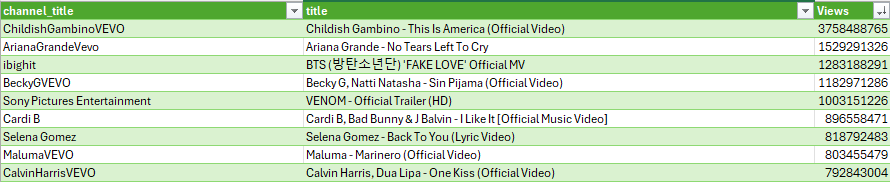 channel_title title Views
ChildishGambinoVEVO Childish Gambino - This Is America (Official Video) 3758488765
ArianaGrandeVevo Ariana Grande - No Tears Left To Cry 1529291326
ibighit BTS (방탄소년단) 'FAKE LOVE' Official MV 1283188291
BeckyGVEVO Becky G, Natti Natasha - Sin Pijama (Official Video) 1182971286
Sony Pictures Entertainment VENOM - Official Trailer (HD) 1003151226
Cardi B Cardi B, Bad Bunny & J Balvin - I Like It [Official Music Video] 896558471
Selena Gomez Selena Gomez - Back To You (Lyric Video) 818792483
MalumaVEVO Maluma - Marinero (Official Video) 803455479
CalvinHarrisVEVO Calvin Harris, Dua Lipa - One Kiss (Official Video) 792843004